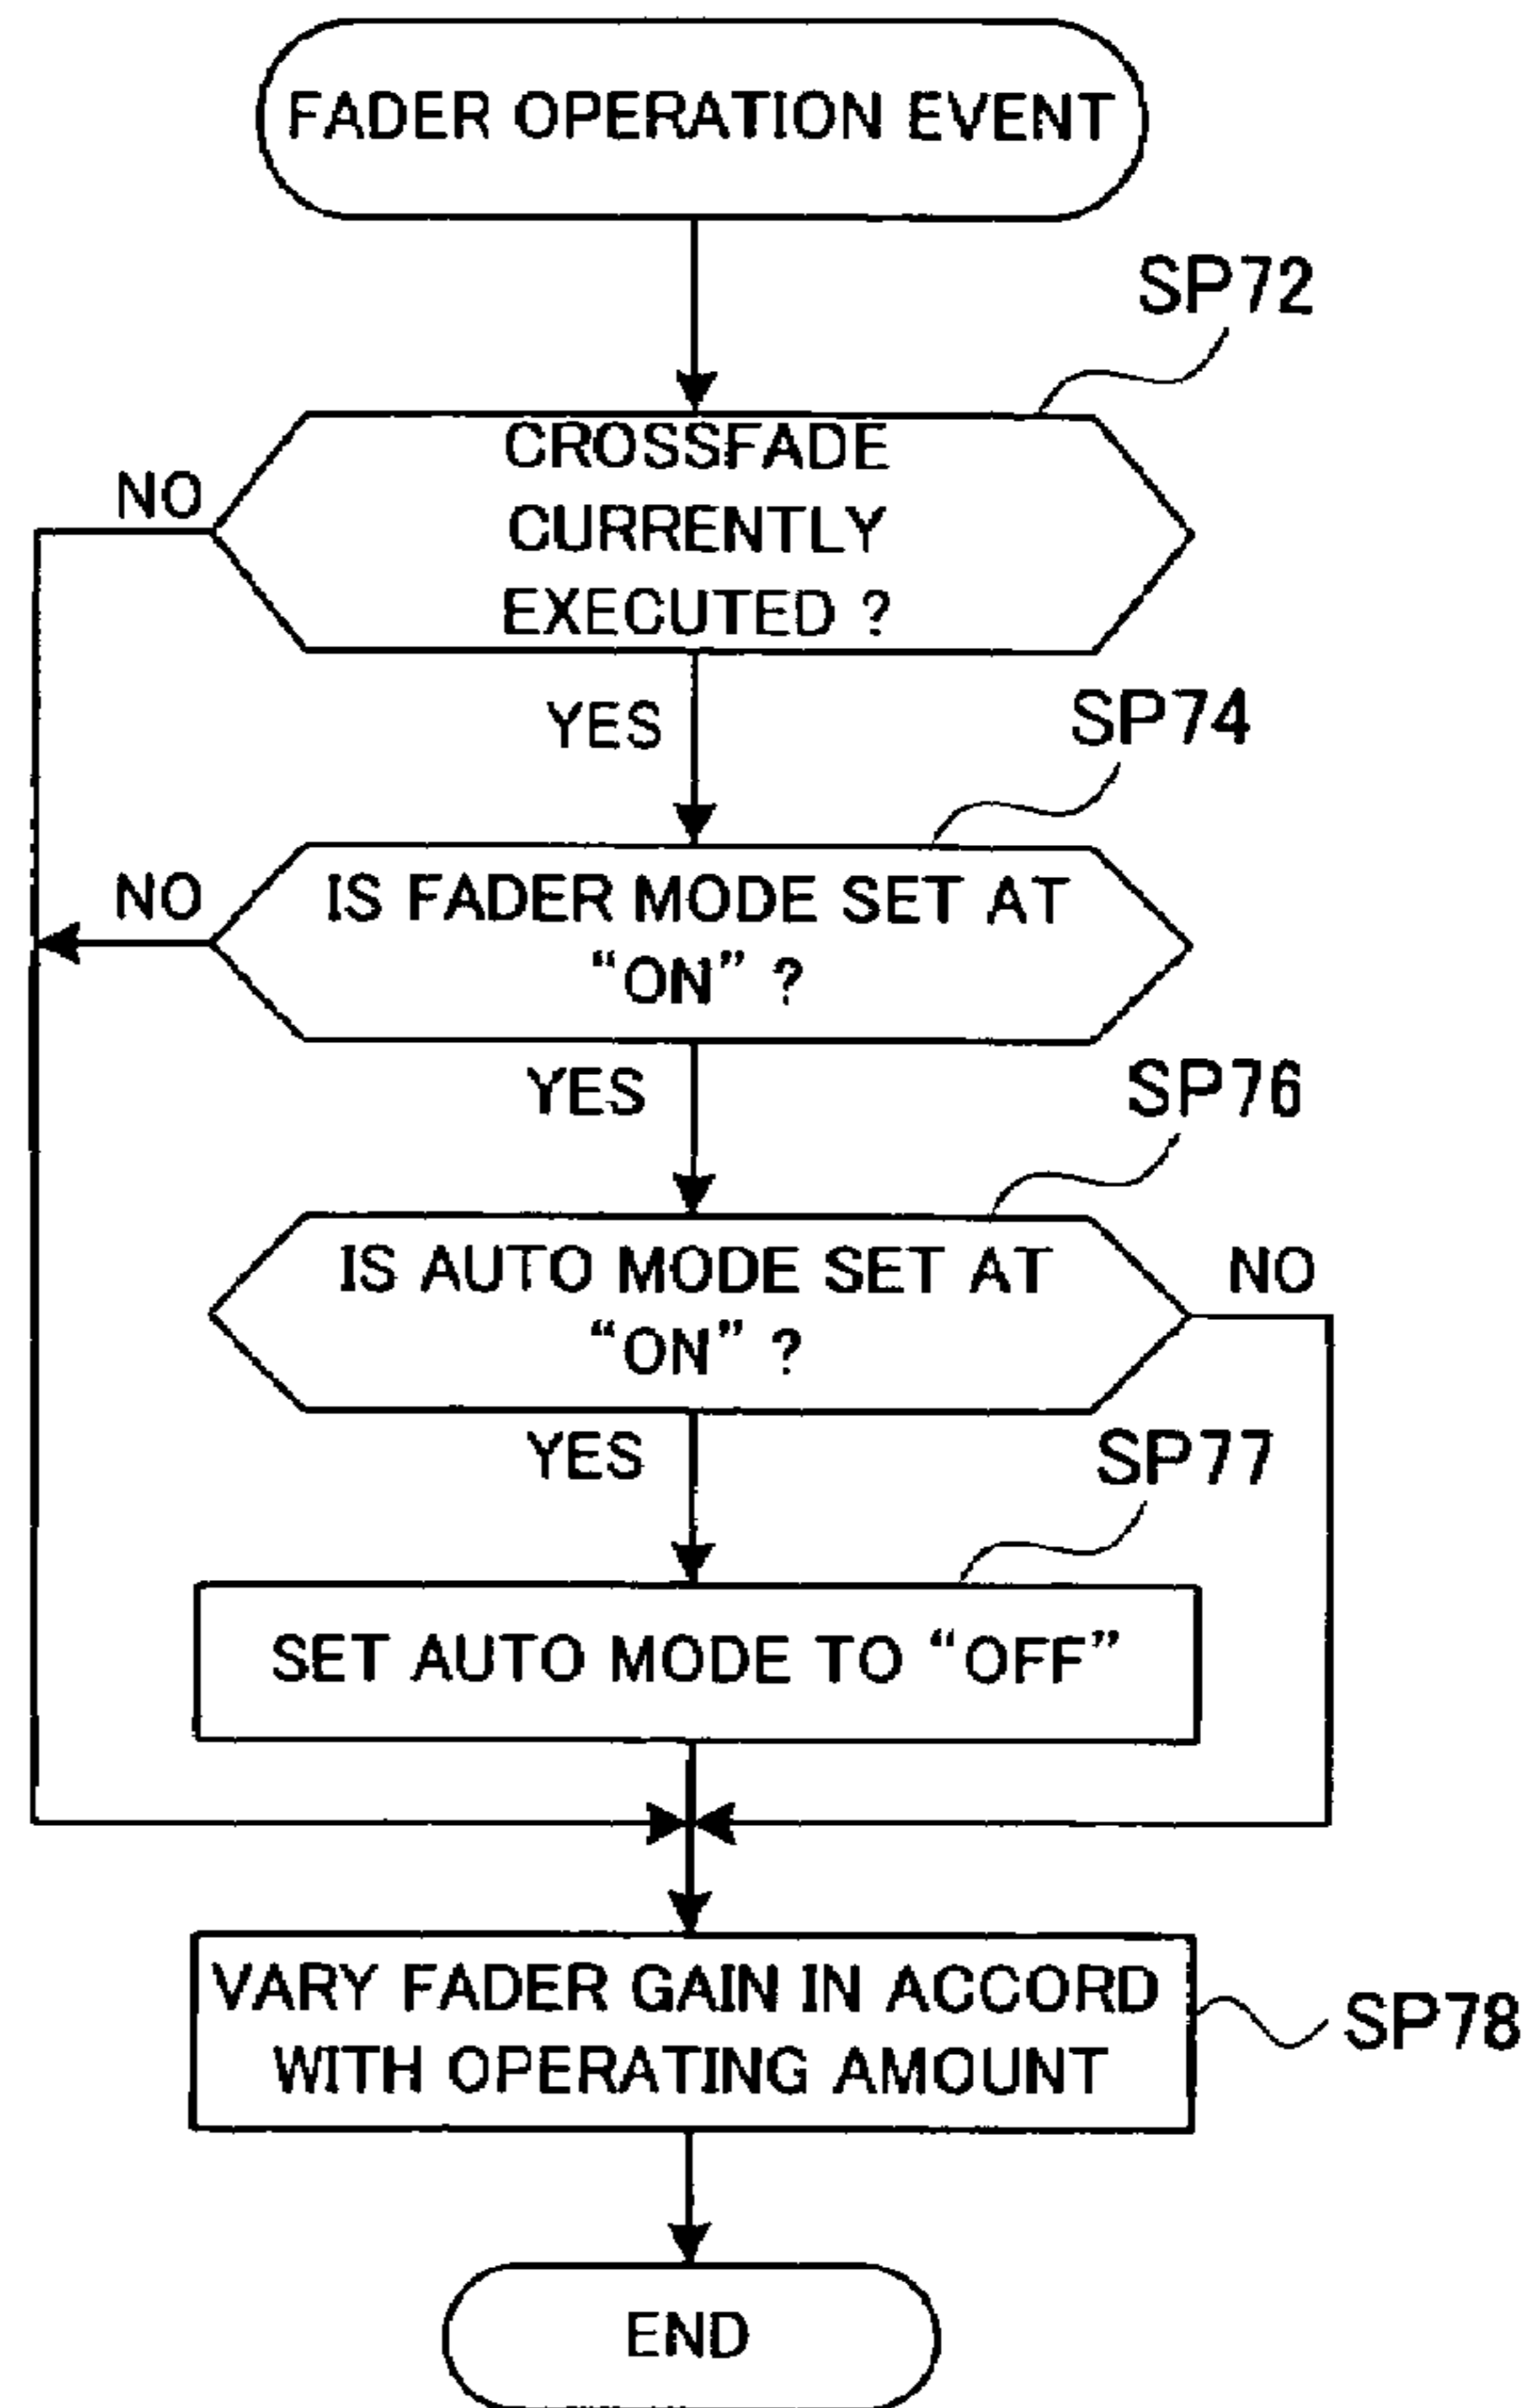 FADER OPERATION EVENT
SP72
CROSSFADE
CURRENTLY
EXECUTED ?
NO
YES
SP74
IS FADER MODE SET AT
“ON” ?
NO
YES
SP76
IS AUTO MODE SET AT
“ON” ?
NO
YES
SP77
SET AUTO MODE TO “OFF”
VARY FADER GAIN IN ACCORD
WITH OPERATING AMOUNT
SP78
END